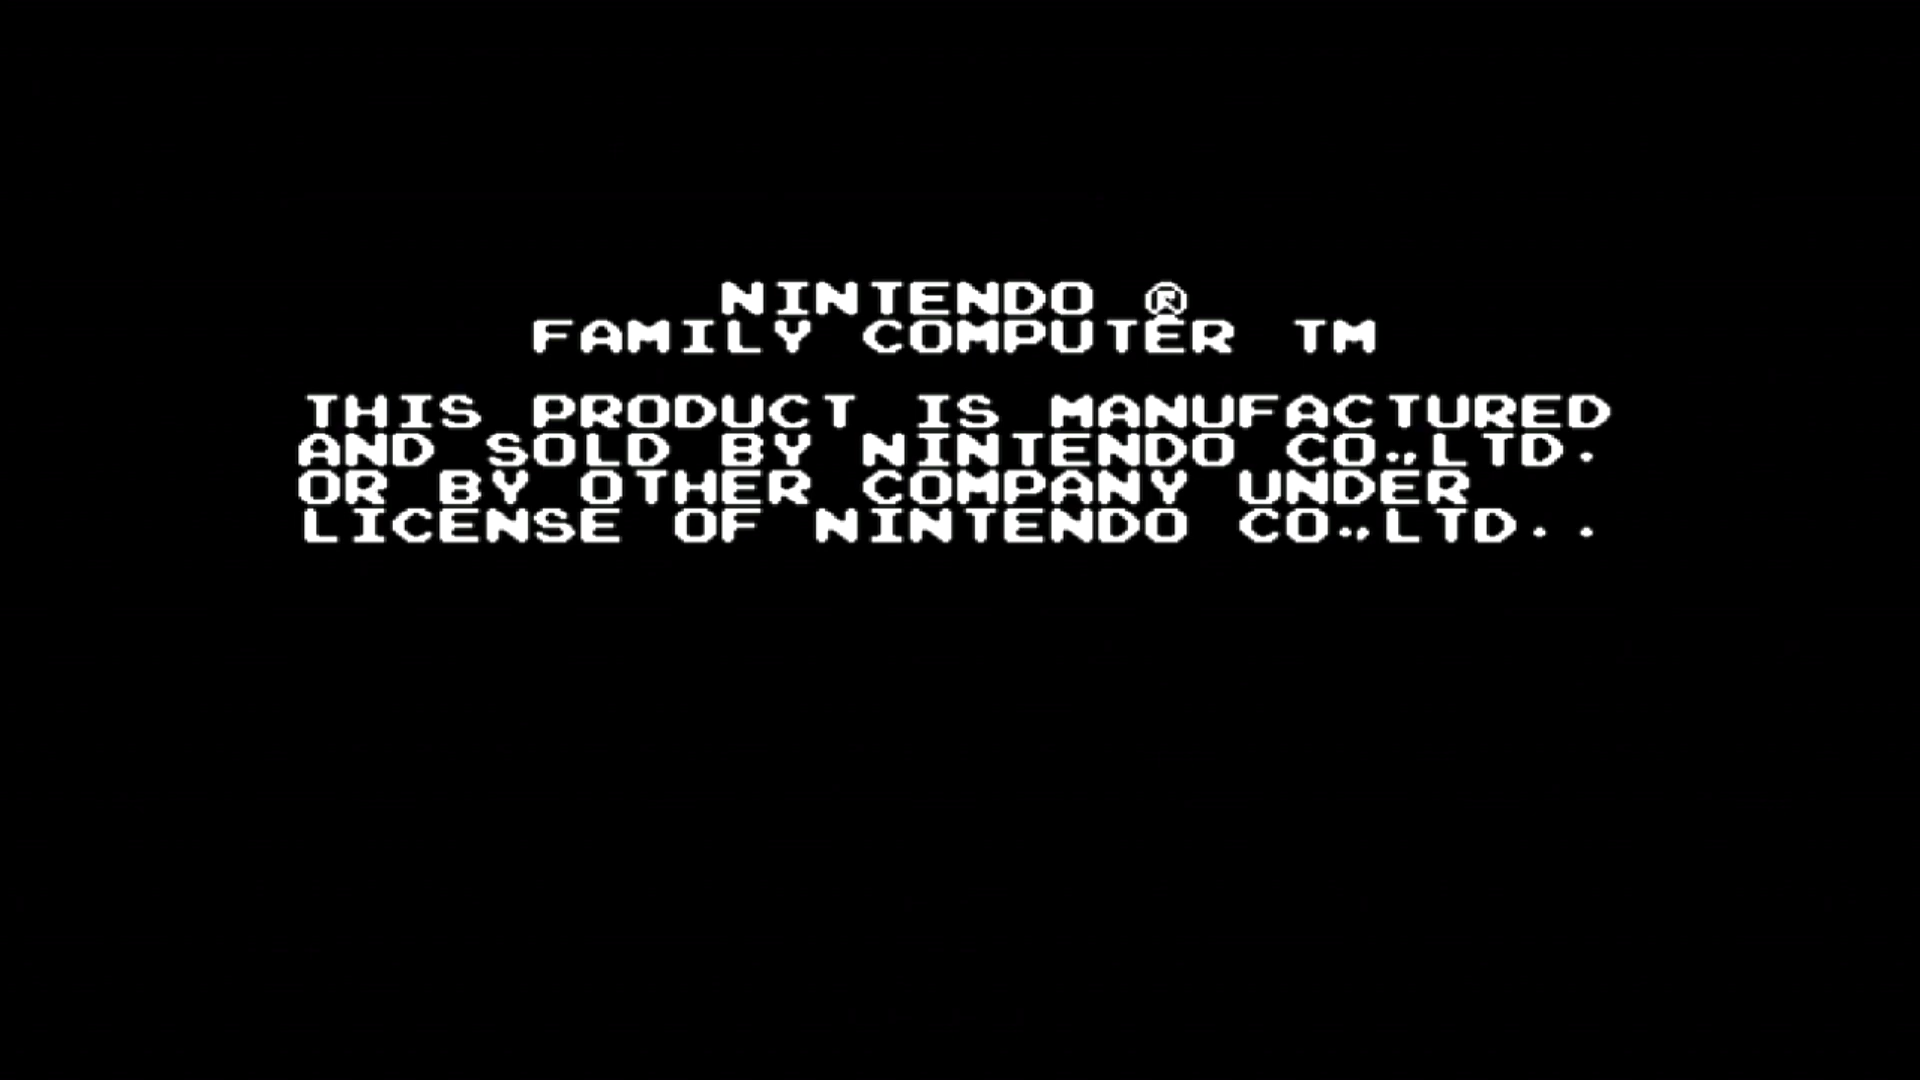 NINTENDO ®
FAMILY COMPUTER TM
THIS PRODUCT IS MANUFACTURED
AND SOLD BY NINTENDO CO.,LTD.
OR BY OTHER COMPANY UNDER
LICENSE OF NINTENDO CO.,LTD..